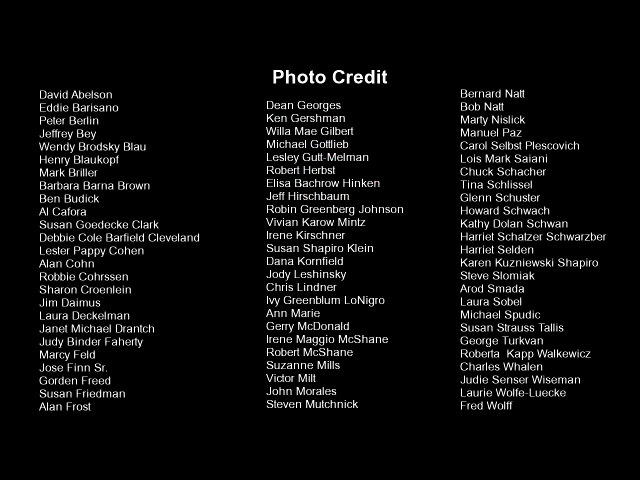 Photo Credit
David Abelson
Eddie Barisano
Peter Berlin
Jeffrey Bey
Wendy Brodsky Blau
Henry Blaukopf
Mark Briller
Barbara Barna Brown
Ben Budick
Al Cafora
Susan Goedecke Clark
Debbie Cole Barfield Cleveland
Lester Pappy Cohen
Alan Cohn
Robbie Cohrssen
Sharon Croenlein
Jim Daimus
Laura Deckelman
Janet Michael Drantch
Judy Binder Faherty
Marcy Feld
Jose Finn Sr.
Gorden Freed
Susan Friedman
Alan Frost
Dean Georges
Ken Gershman
Willa Mae Gilbert
Michael Gottlieb
Lesley Gutt-Melman
Robert Herbst
Elisa Bachrow Hinken
Jeff Hirschbaum
Robin Greenberg Johnson
Vivian Karow Mintz
Irene Kirschner
Susan Shapiro Klein
Dana Kornfield
Jody Leshinsky
Chris Lindner
Ivy Greenblum LoNigro
Ann Marie
Gerry McDonald
Irene Maggio McShane
Robert McShane
Suzanne Mills
Victor Milt
John Morales
Steven Mutchnick
Bernard Natt
Bob Natt
Marty Nislick
Manuel Paz
Carol Selbst Plescovich
Lois Mark Saiani
Chuck Schacher
Tina Schlissel
Glenn Schuster
Howard Schwach
Kathy Dolan Schwan
Harriet Schatzer Schwarzber
Harriet Selden
Karen Kuzniewski Shapiro
Steve Slomiak
Arod Smada
Laura Sobel
Michael Spudic
Susan Strauss Tallis
George Turkvan
Roberta  Kapp Walkewicz
Charles Whalen
Judie Senser Wiseman
Laurie Wolfe-Luecke
Fred Wolff